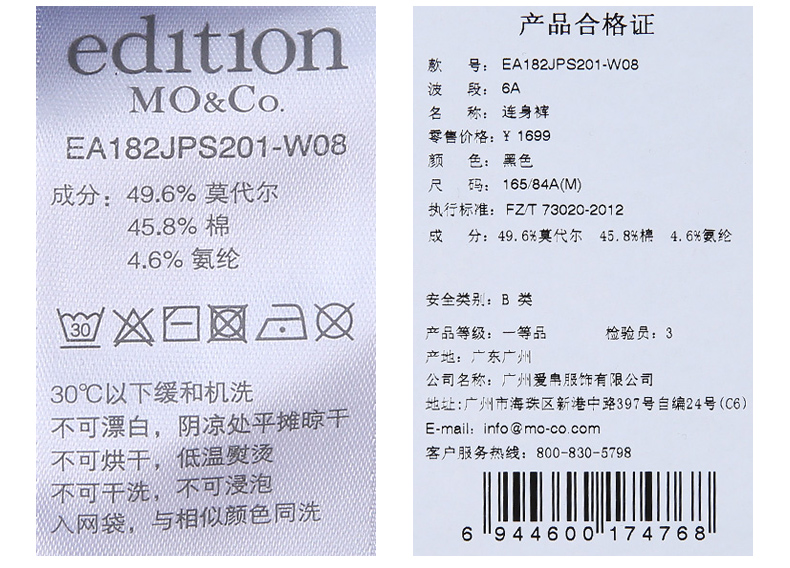 edition
MO&Co.
EA182JPS201-W08
成分：49.6% 莫代尔
45.8% 棉
4.6% 氨纶
30
30℃以下缓和机洗
不可漂白，阴凉处平摊晾干
不可烘干，低温熨烫
不可干洗，不可浸泡
入网袋，与相似颜色同洗
产品合格证
款 号：EA182JPS201-W08
波 段：6A
名 称：连身裤
零售价格：¥ 1699
颜 色：黑色
尺 码：165/84A(M)
执行标准：FZ/T 73020-2012
成 分：49.6%莫代尔 45.8%棉 4.6%氨纶
安全类别：B 类
产品等级：一等品 检验员：3
产地：广东广州
公司名称：广州爱帛服饰有限公司
地址：广州市海珠区新港中路397号自编24号(C6)
E-mail：info@mo-co.com
客户服务热线：800-830-5798
6 944600 174768